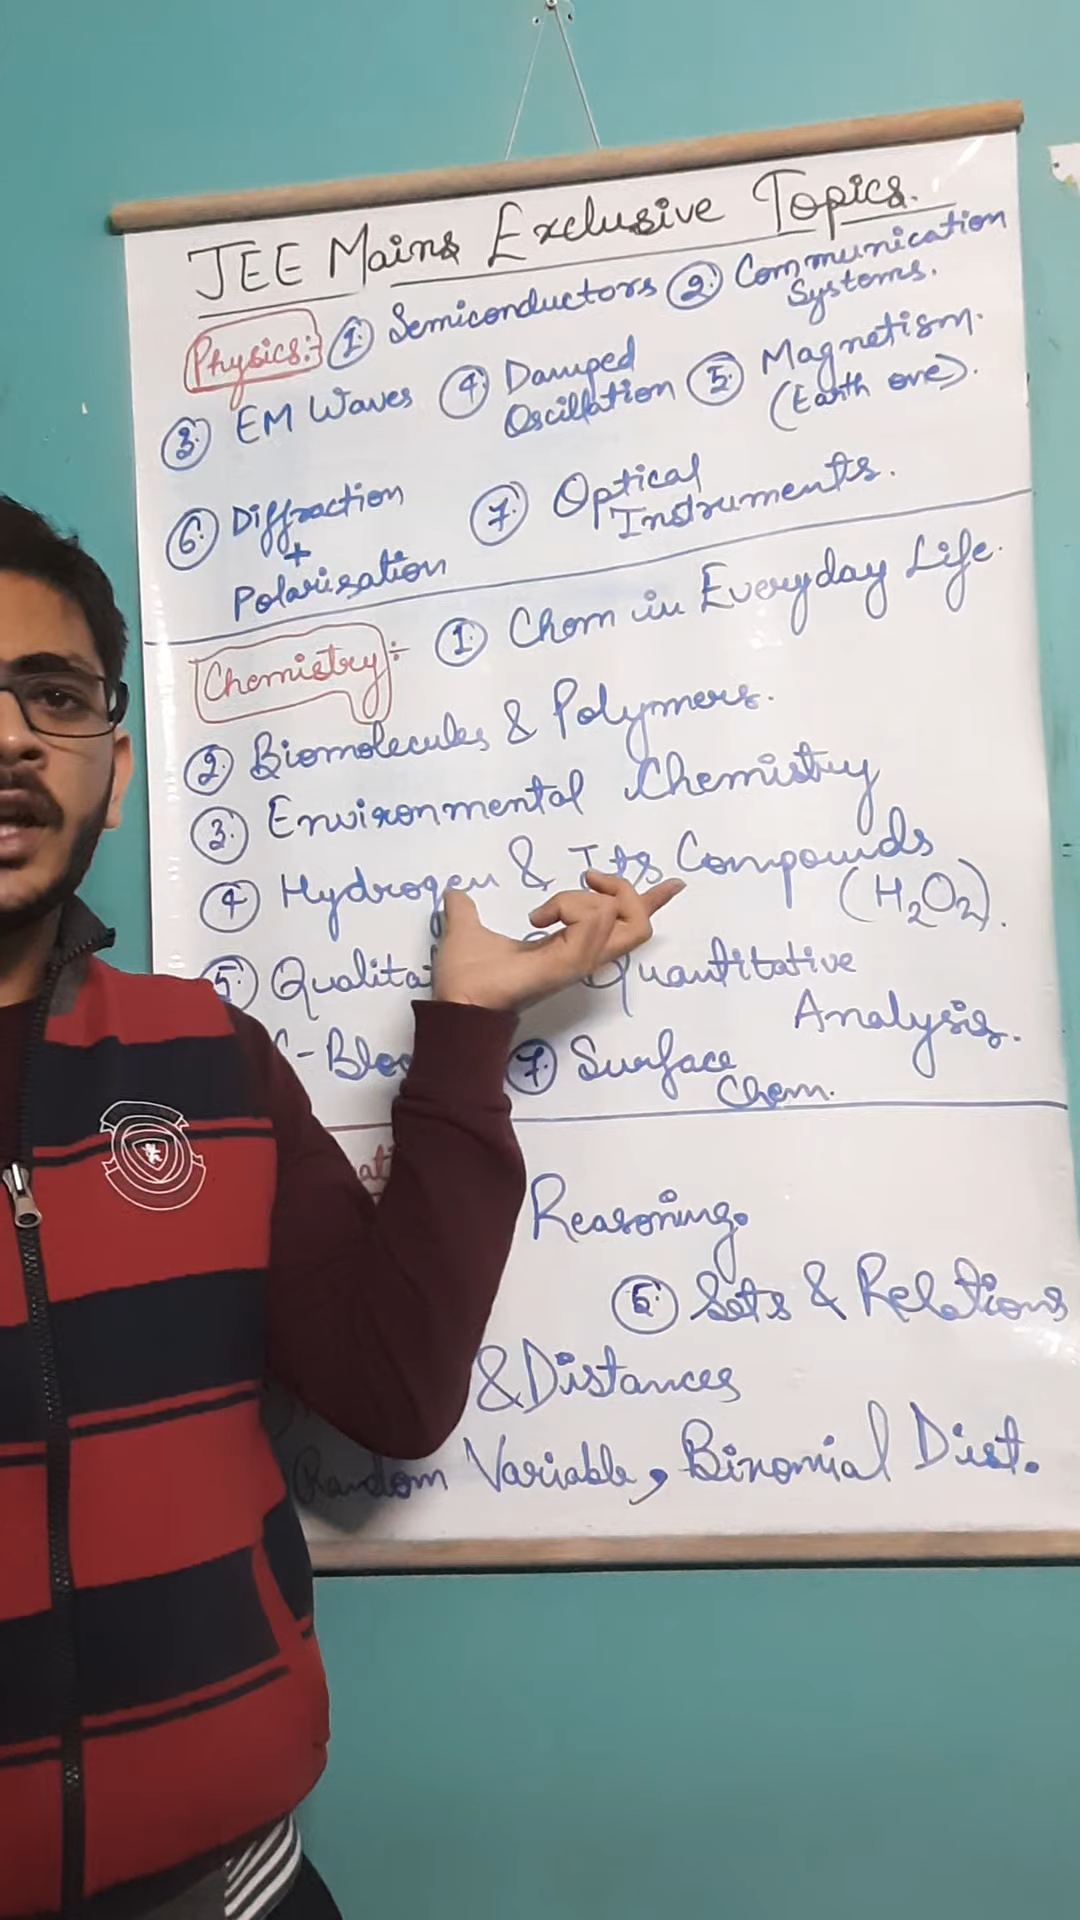 JEE Mains Exclusive Topics.
Physics:- 1. Semiconductors 2. Communication Systems.
3. EM Waves 4. Damped Oscillation 5. Magnetism. (Earth one).
6. Diffraction + Polarisation 7. Optical Instruments.
Chemistry:- 1. Chem in Everyday Life.
2. Biomolecules & Polymers.
3. Environmental Chemistry
4. Hydrogen & Its Compounds (H2O2).
5. Quantitative Analysis.
7. Surface Chem.
Reasoning.
5. Sets & Relations
& Distances
Random Variable, Binomial Dist.